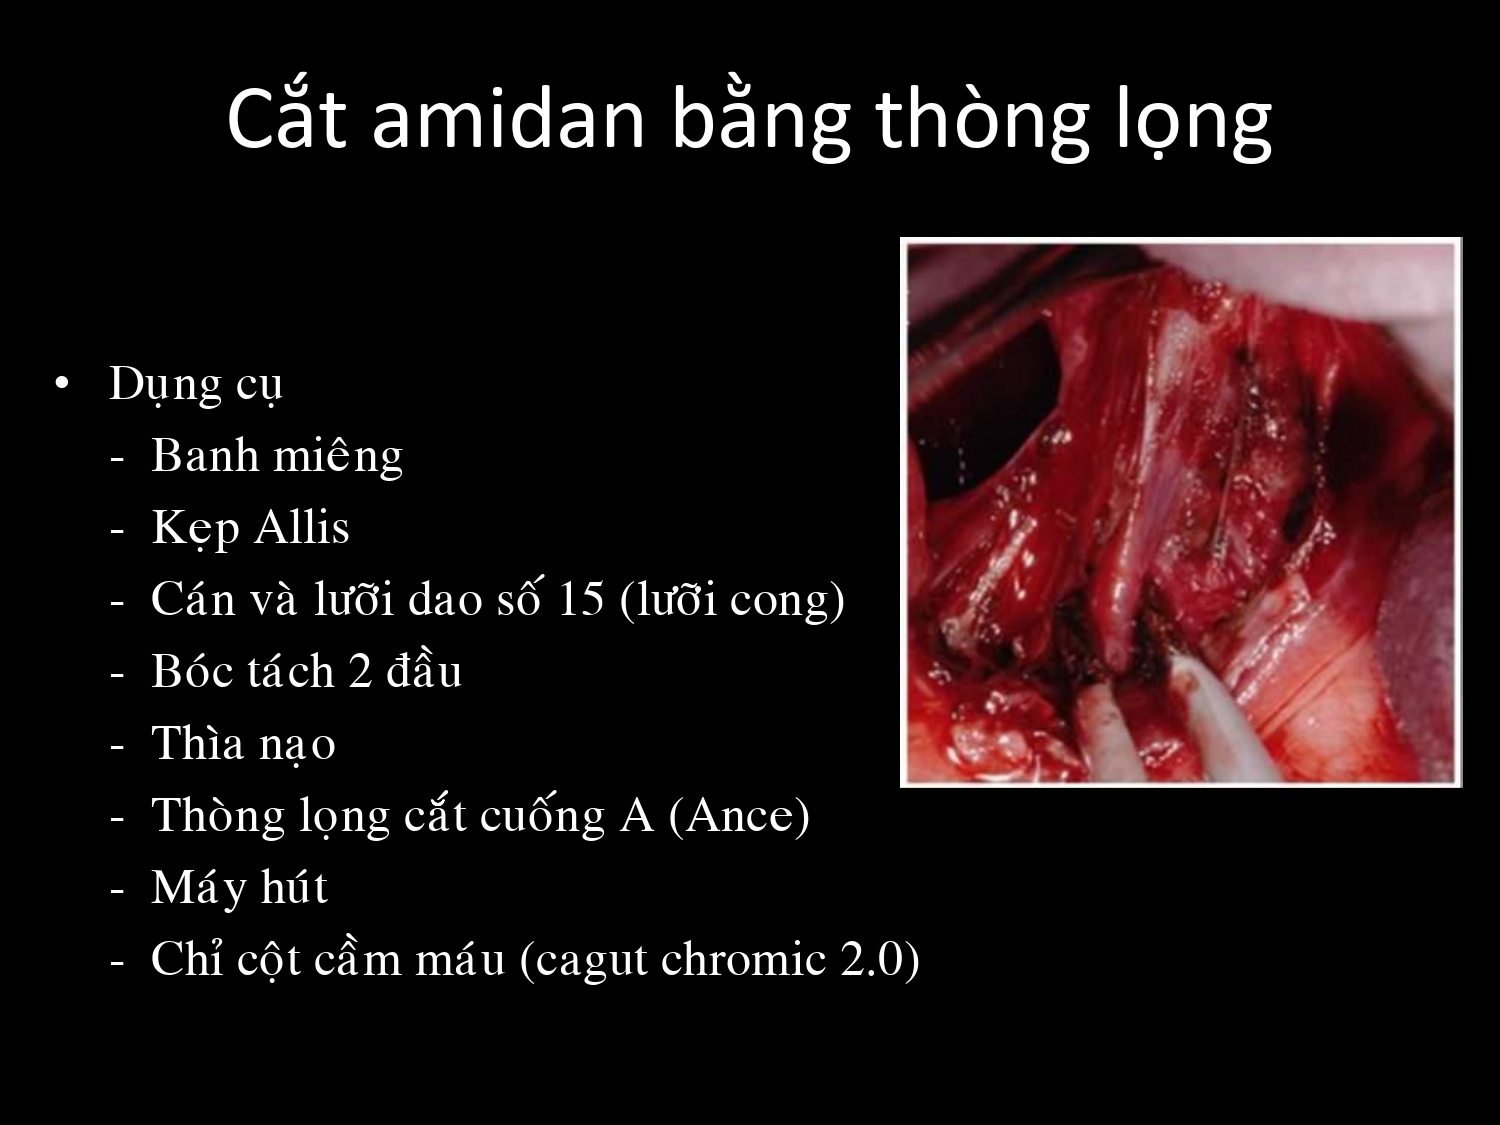 Cắt amidan bằng thòng lọng
• Dụng cụ
- Banh miêng
- Kẹp Allis
- Cán và lưỡi dao số 15 (lưỡi cong)
- Bóc tách 2 đầu
- Thìa nạo
- Thòng lọng cắt cuống A (Ance)
- Máy hút
- Chỉ cột cầm máu (cagut chromic 2.0)